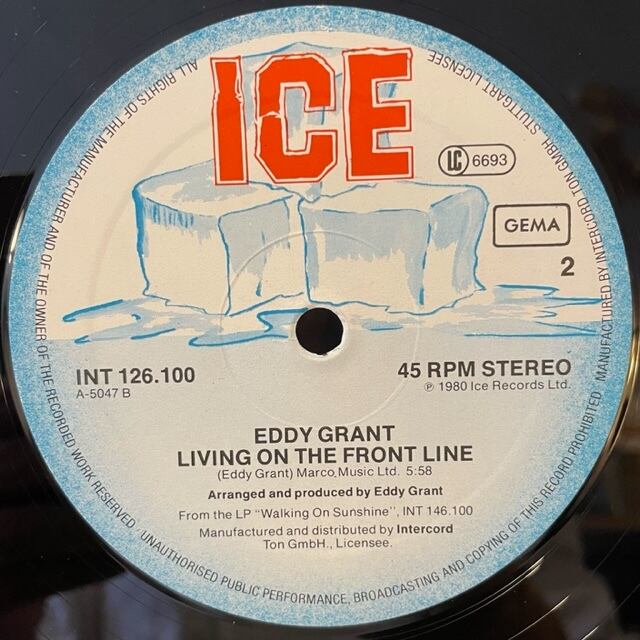 ICE
LC 6693
GEMA
2
INT 126.100
A-5047 B
45 RPM STEREO
℗ 1980 Ice Records Ltd.
EDDY GRANT
LIVING ON THE FRONT LINE
(Eddy Grant) Marco Music Ltd. 5:58
Arranged and produced by Eddy Grant
From the LP "Walking On Sunshine", INT 146.100
Manufactured and distributed by Intercord
Ton GmbH., Licensee.
ALL RIGHTS OF THE MANUFACTURER AND OF THE OWNER OF THE RECORDED WORK RESERVED · UNAUTHORISED PUBLIC PERFORMANCE, BROADCASTING AND COPYING OF THIS RECORD PROHIBITED · MANUFACTURED BY INTERCORD TON GMBH, STUTTGART LICENSEE